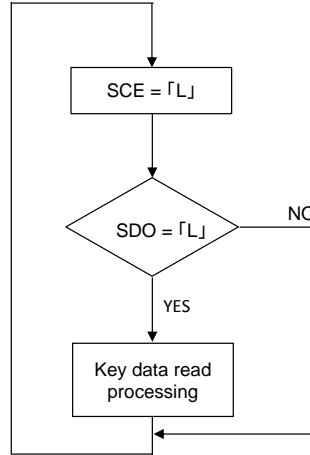 SCE = ｢L｣
SDO = ｢L｣
NO
YES
Key data read
processing